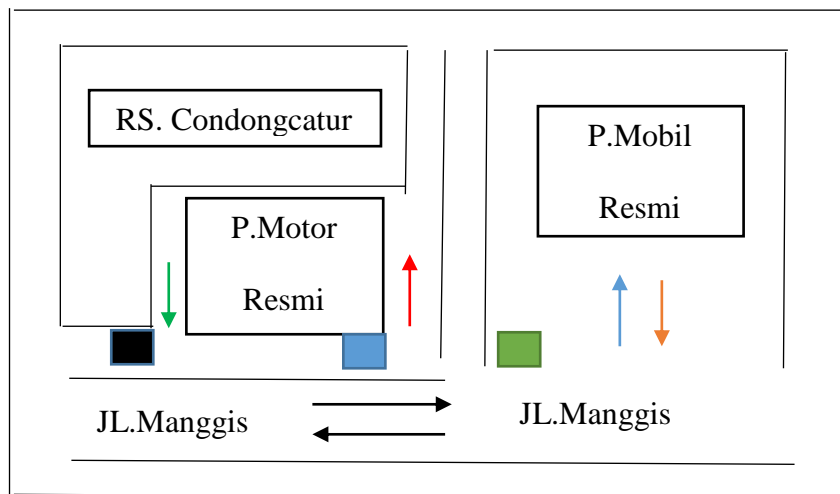 RS. Condongcatur
P.Mobil
Resmi
P.Motor
Resmi
JL.Manggis
JL.Manggis